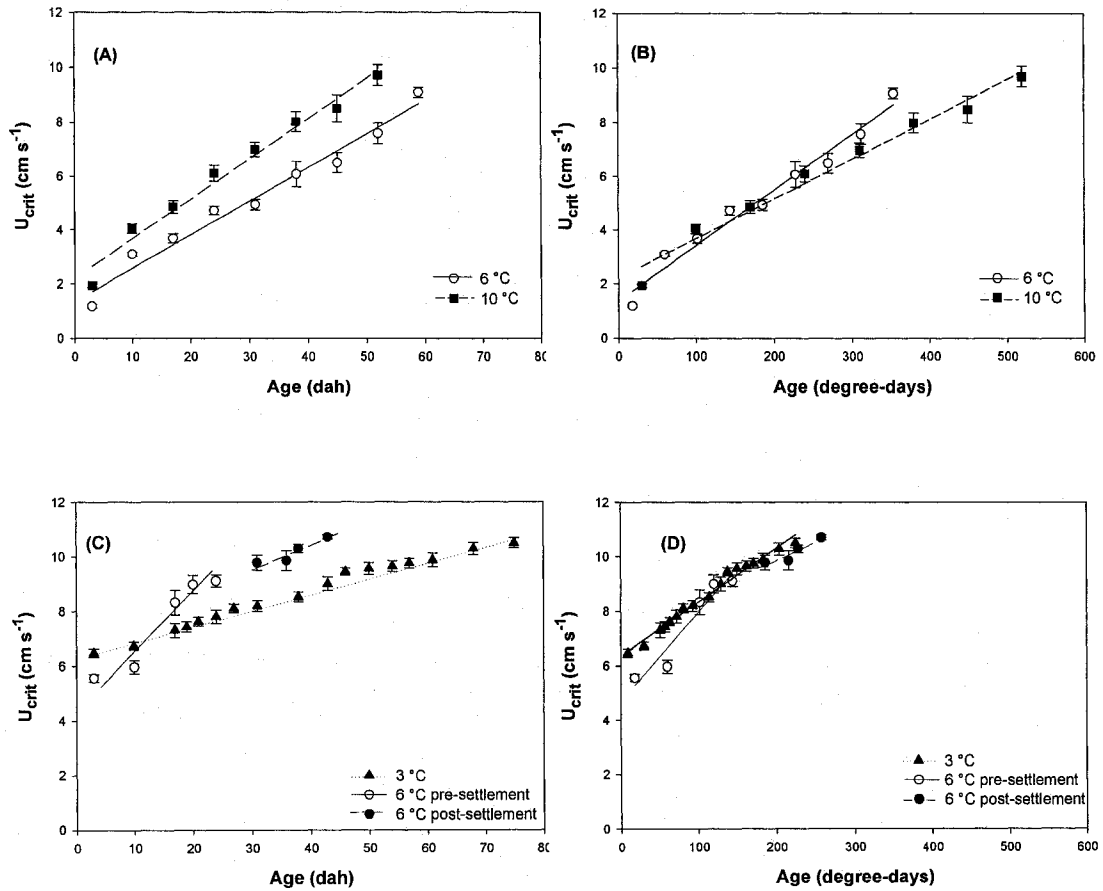 12
10
8
6
4
2
0
U_crit (cm s^-1)
(A)
6 °C
10 °C
0 10 20 30 40 50 60 70 80
Age (dah)
12
10
8
6
4
2
0
U_crit (cm s^-1)
(B)
6 °C
10 °C
0 100 200 300 400 500 600
Age (degree-days)
12
10
8
6
4
2
0
U_crit (cm s^-1)
(C)
3 °C
6 °C pre-settlement
6 °C post-settlement
0 10 20 30 40 50 60 70
Age (dah)
12
10
8
6
4
2
0
U_crit (cm s^-1)
(D)
3 °C
6 °C pre-settlement
6 °C post-settlement
0 100 200 300 400 500 600
Age (degree-days)